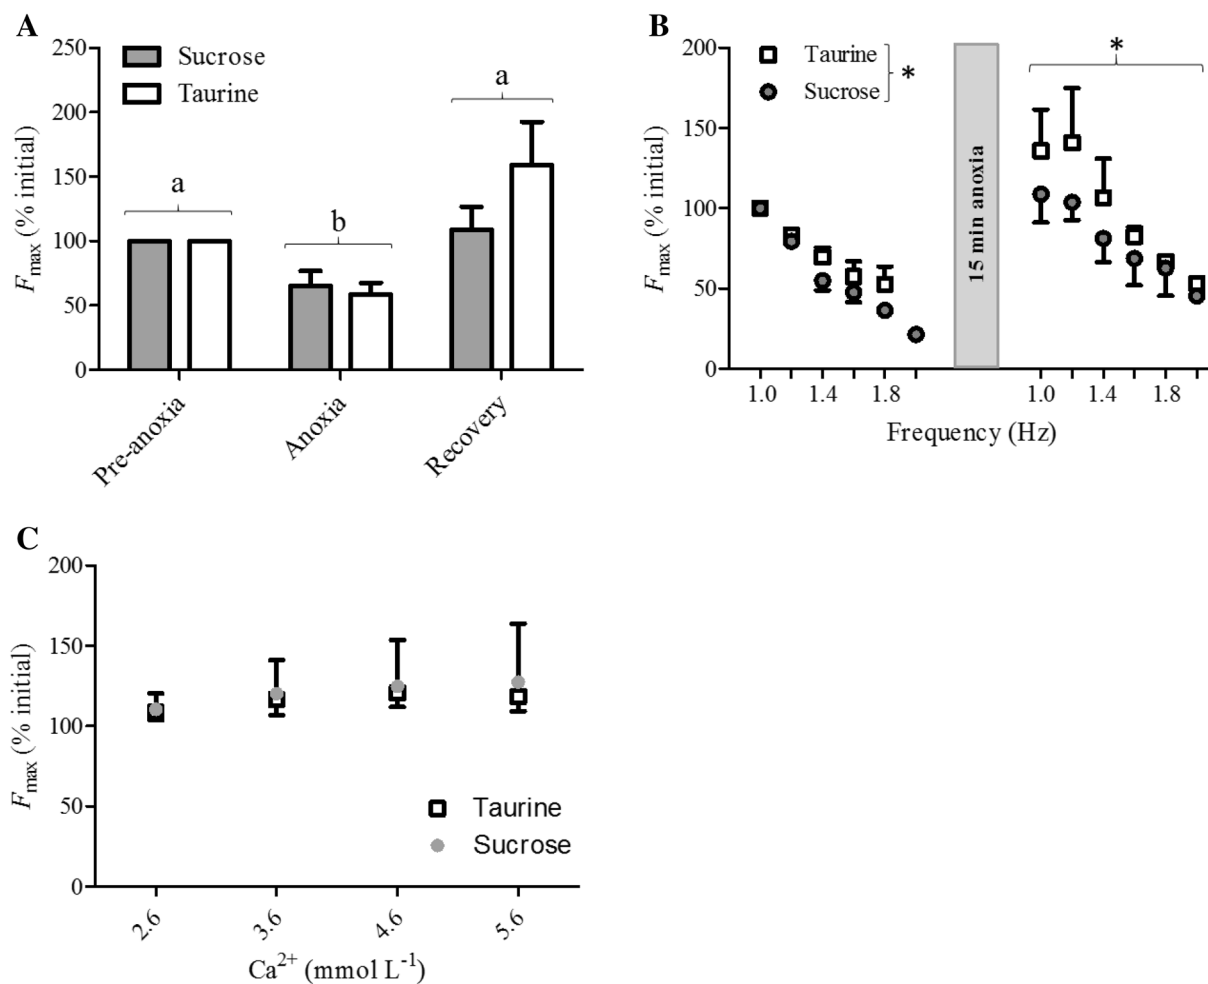 A
F max (% initial)
250
200
150
100
50
0
Sucrose
Taurine
a
b
a
Pre-anoxia
Anoxia
Recovery
B
F max (% initial)
200
150
100
50
0
Taurine
Sucrose
*
15 min anoxia
*
1.0 1.4 1.8 1.0 1.4 1.8
Frequency (Hz)
C
F max (% initial)
200
150
100
50
0
Taurine
Sucrose
2.6
3.6
4.6
5.6
Ca²⁺ (mmol L⁻¹)